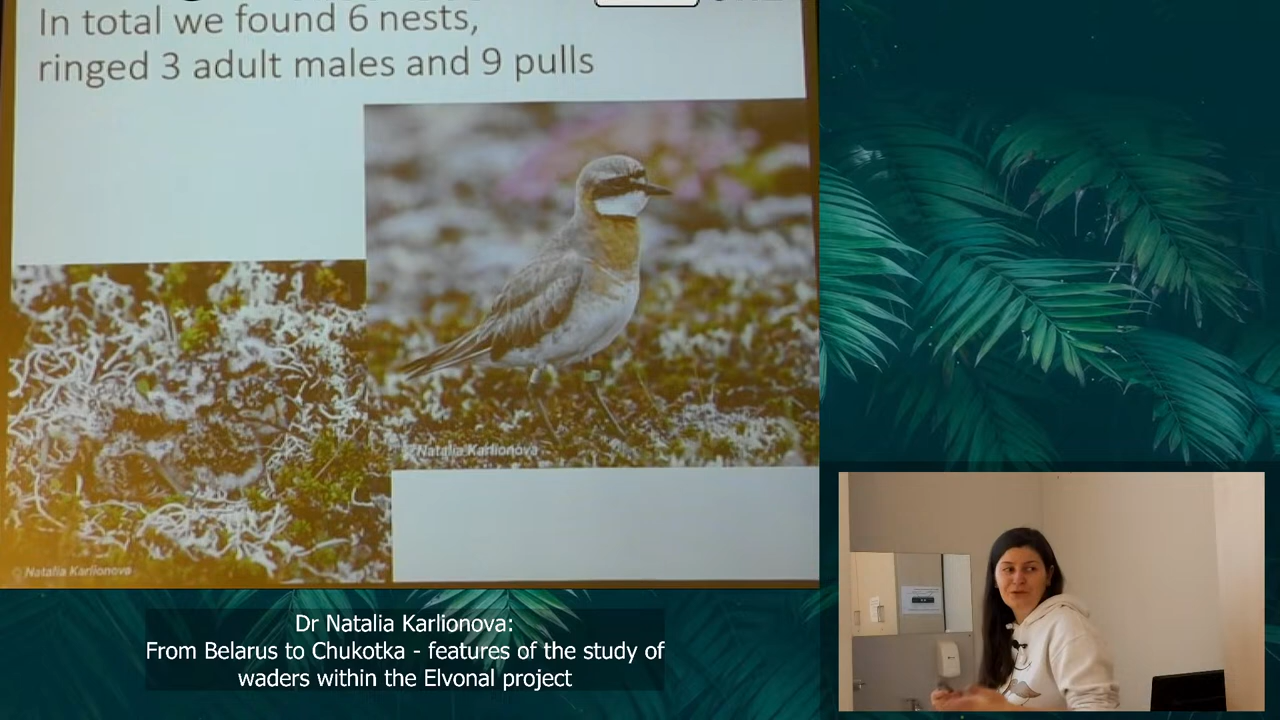 In total we found 6 nests,
ringed 3 adult males and 9 pulls
Natalia Karlionova
© Natalia Karlionova
Dr Natalia Karlionova:
From Belarus to Chukotka - features of the study of
waders within the Elvonal project